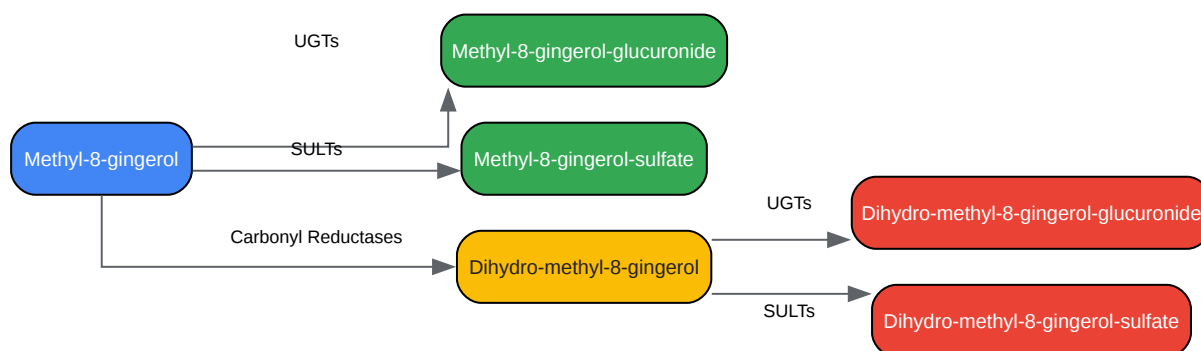 UGTs
Methyl-8-gingerol-glucuronide
Methyl-8-gingerol
SULTs
Methyl-8-gingerol-sulfate
Carbonyl Reductases
Dihydro-methyl-8-gingerol
UGTs
Dihydro-methyl-8-gingerol-glucuronide
SULTs
Dihydro-methyl-8-gingerol-sulfate